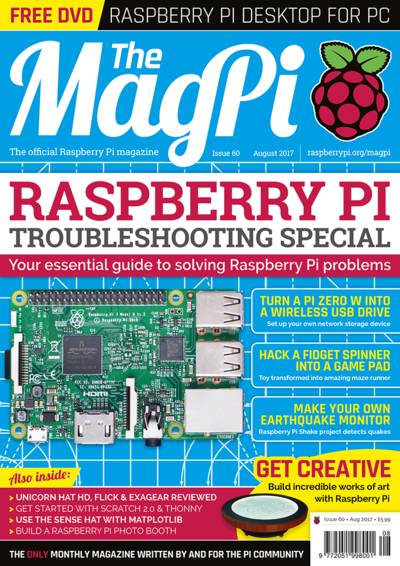 FREE DVD RASPBERRY PI DESKTOP FOR PC
The
MagPi
The official Raspberry Pi magazine Issue 60 August 2017 raspberrypi.org/magpi
RASPBERRY PI
TROUBLESHOOTING SPECIAL
Your essential guide to solving Raspberry Pi problems
TURN A PI ZERO W INTO
A WIRELESS USB DRIVE
Set up your own network storage device
HACK A FIDGET SPINNER
INTO A GAME PAD
Toy transformed into amazing maze runner
MAKE YOUR OWN
EARTHQUAKE MONITOR
Raspberry Pi Shake project detects quakes
HDMI
GET CREATIVE
Build incredible works of art
with Raspberry Pi
Also inside:
> UNICORN HAT HD, FLICK & EXAGEAR REVIEWED
> GET STARTED WITH SCRATCH 2.0 & THONNY
> USE THE SENSE HAT WITH MATPLOTLIB
> BUILD A RASPBERRY PI PHOTO BOOTH
Issue 60 • Aug 2017 • £5.99
08
9 772051 998001
THE ONLY MONTHLY MAGAZINE WRITTEN BY AND FOR THE PI COMMUNITY